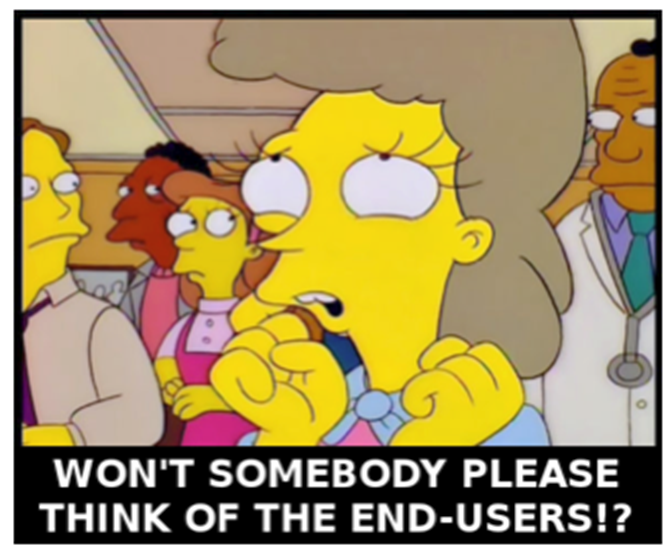 WON'T SOMEBODY PLEASE
THINK OF THE END-USERS!?